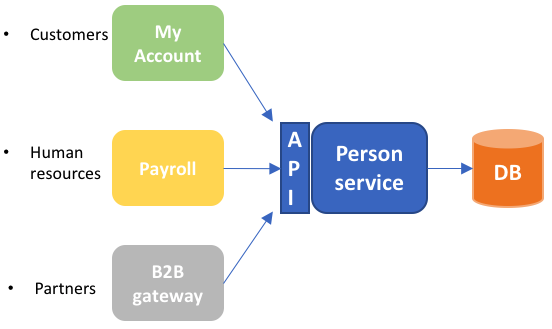 • Customers
My
Account
• Human
resources
Payroll
• Partners
B2B
gateway
A
P
I
Person
service
DB